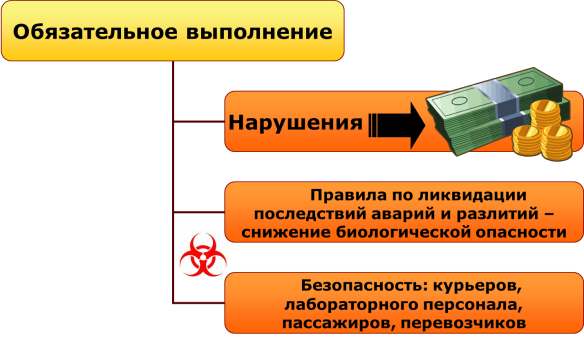 Обязательное выполнение
Нарушения
Правила по ликвидации
последствий аварий и разлитий –
снижение биологической опасности
Безопасность: курьеров,
лабораторного персонала,
пассажиров, перевозчиков